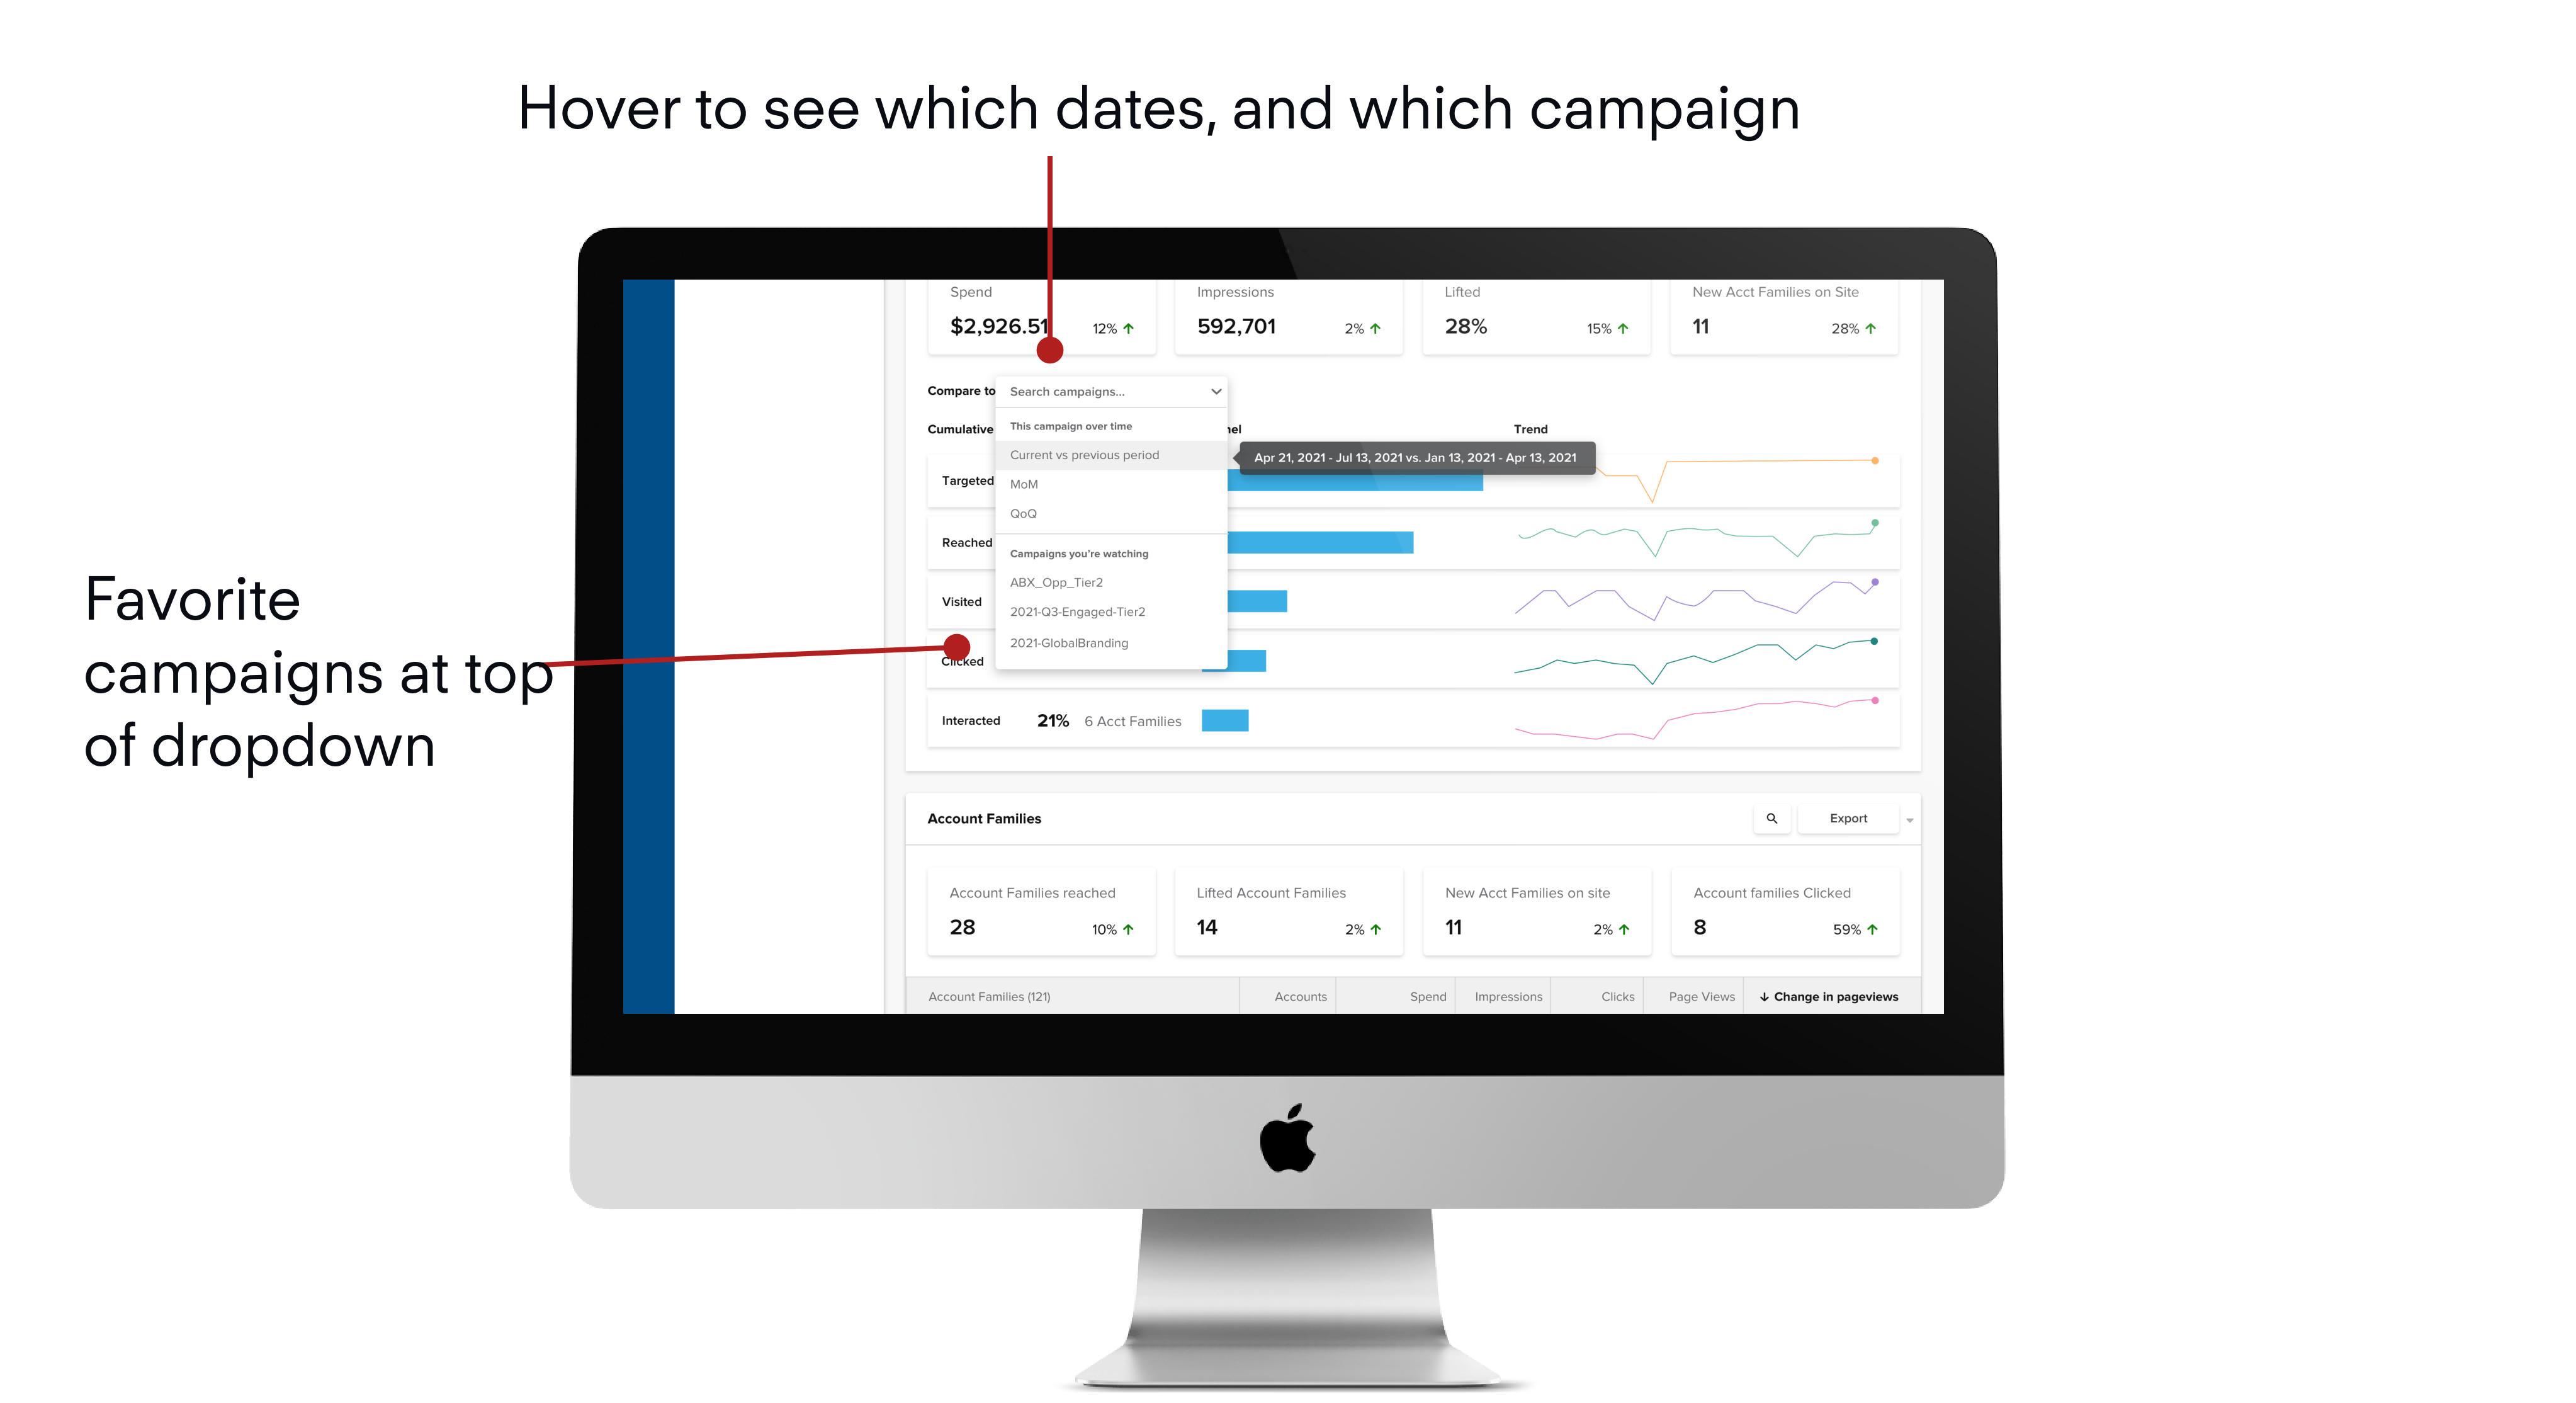 Hover to see which dates, and which campaign
Favorite
campaigns at top
of dropdown
Spend
$2,926.51
12%
Impressions
592,701
2%
Lifted
28%
15%
New Acct Families on Site
11
28%
Compare to
Search campaigns...
Cumulative
This campaign over time
Trend
Current vs previous period
Apr 21, 2021 - Jul 13, 2021 vs. Jan 13, 2021 - Apr 13, 2021
Targeted
MoM
QoQ
Reached
Campaigns you're watching
ABX_Opp_Tier2
Visited
2021-Q3-Engaged-Tier2
2021-GlobalBranding
Clicked
Interacted 21% 6 Acct Families
Account Families
Export
Account Families reached
28
10%
Lifted Account Families
14
2%
New Acct Families on site
11
2%
Account families Clicked
8
59%
Account Families (121) Accounts Spend Impressions Clicks Page Views Change in pageviews